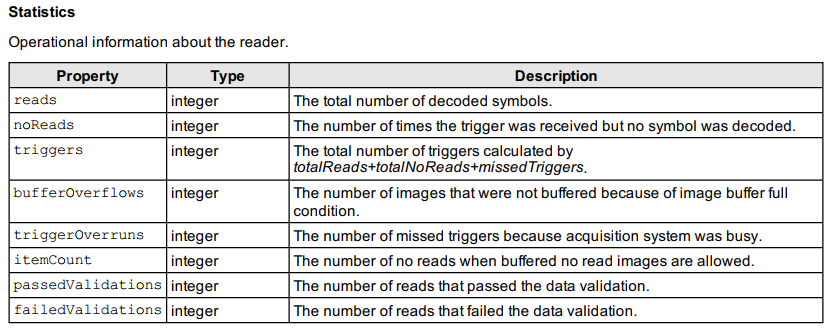 Statistics
Operational information about the reader.
Property Type Description
reads integer The total number of decoded symbols.
noReads integer The number of times the trigger was received but no symbol was decoded.
triggers integer The total number of triggers calculated by
totalReads+totalNoReads+missedTriggers.
bufferOverflows integer The number of images that were not buffered because of image buffer full
condition.
triggerOverruns integer The number of missed triggers because acquisition system was busy.
itemCount integer The number of no reads when buffered no read images are allowed.
passedValidations integer The number of reads that passed the data validation.
failedValidations integer The number of reads that failed the data validation.